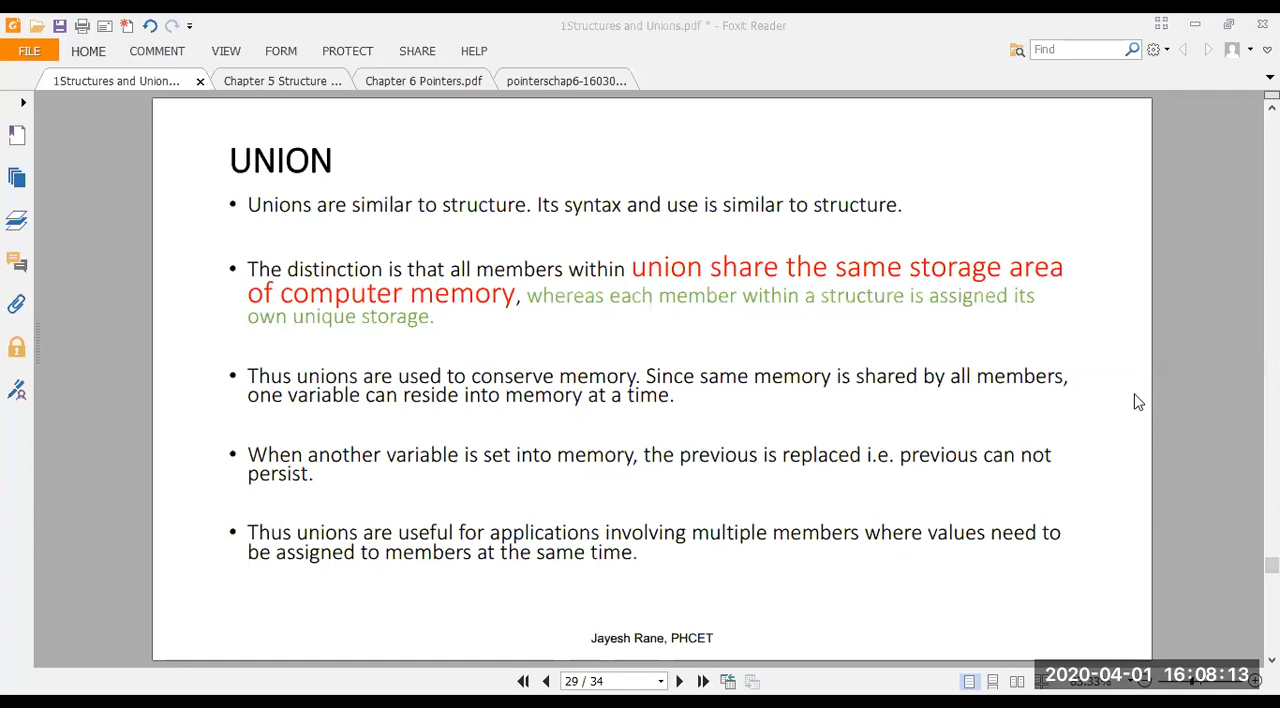 1Structures and Unions.pdf * - Foxit Reader
FILE HOME COMMENT VIEW FORM PROTECT SHARE HELP Find
1Structures and Union... Chapter 5 Structure ... Chapter 6 Pointers.pdf pointerschap6-16030...
UNION
• Unions are similar to structure. Its syntax and use is similar to structure.
• The distinction is that all members within union share the same storage area
of computer memory, whereas each member within a structure is assigned its
own unique storage.
• Thus unions are used to conserve memory. Since same memory is shared by all members,
one variable can reside into memory at a time.
• When another variable is set into memory, the previous is replaced i.e. previous can not
persist.
• Thus unions are useful for applications involving multiple members where values need to
be assigned to members at the same time.
Jayesh Rane, PHCET
29 / 34
2020-04-01 16:08:13